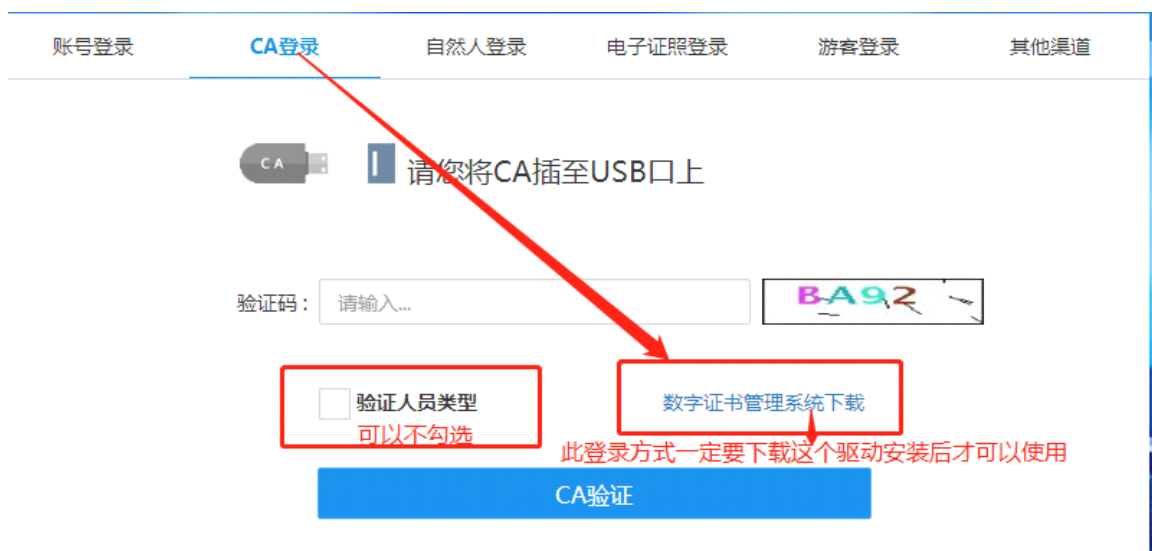 账号登录 CA登录 自然人登录 电子证照登录 游客登录 其他渠道
CA 请您将CA插至USB口上
验证码： 请输入... BA92
验证人员类型 数字证书管理系统下载
可以不勾选
此登录方式一定要下载这个驱动安装后才可以使用
CA验证